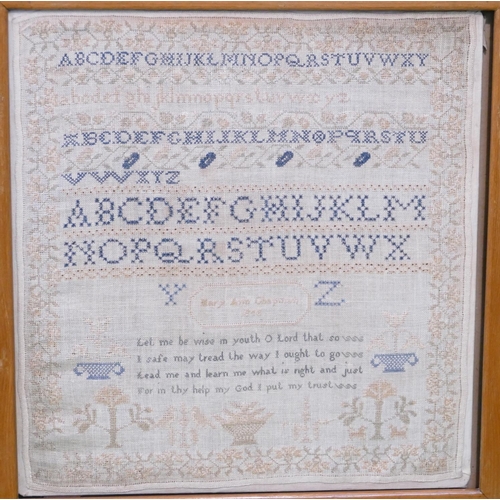 ABCDEFGHIJKLMNOPQRSTUVWXY
abcdefghijklmnopqrstuvwxyz
ABCDEFGHIJKLMNOPQRSTU
VWXYZ
ABCDEFGHIJKLM
NOPQRSTUVWX
Y Z
Mary Ann
Let me be wise in youth O Lord that so
I safe may tread the way I ought to go
Lead me and learn me what is right and just
For in thy help my God I put my trust